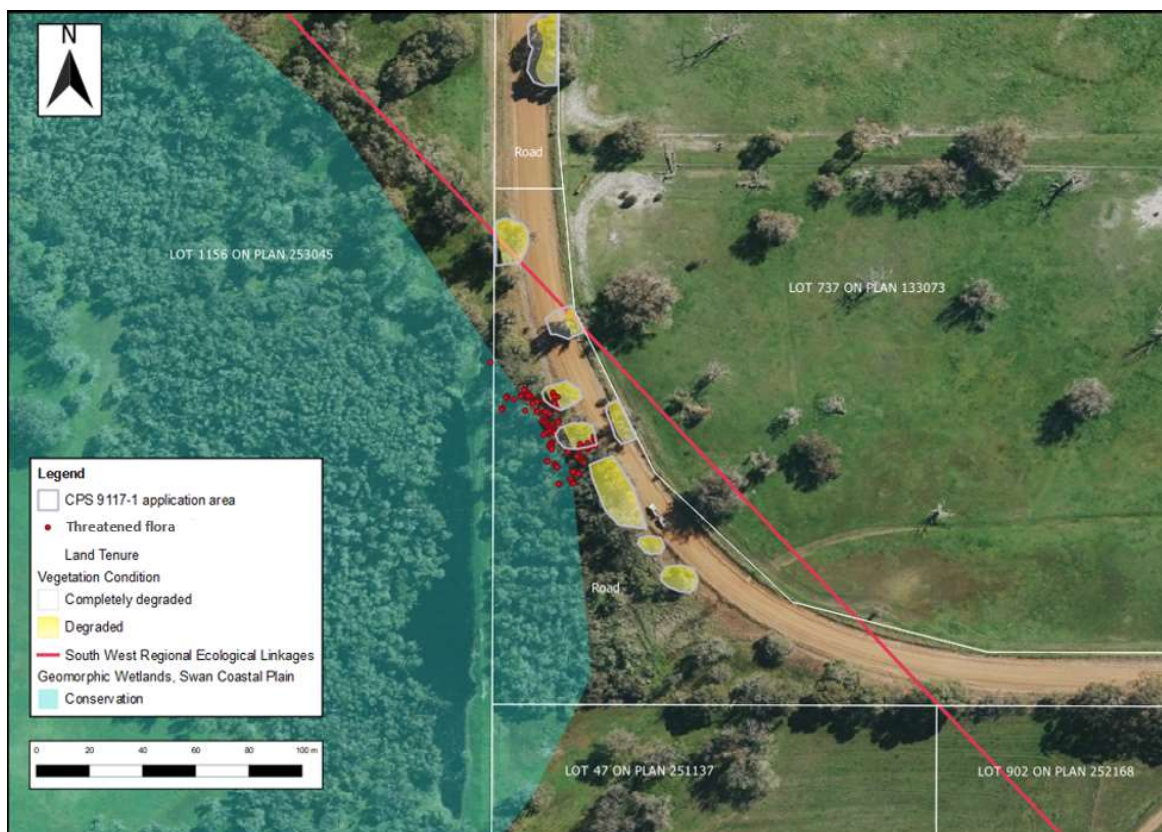 N
Road
LOT 1156 ON PLAN 253045
LOT 737 ON PLAN 133073
Legend
CPS 9117-1 application area
Threatened flora
Land Tenure
Vegetation Condition
Completely degraded
Degraded
South West Regional Ecological Linkages
Geomorphic Wetlands, Swan Coastal Plain
Conservation
0 20 40 60 80 100 m
Road
LOT 47 ON PLAN 251137
LOT 902 ON PLAN 252168